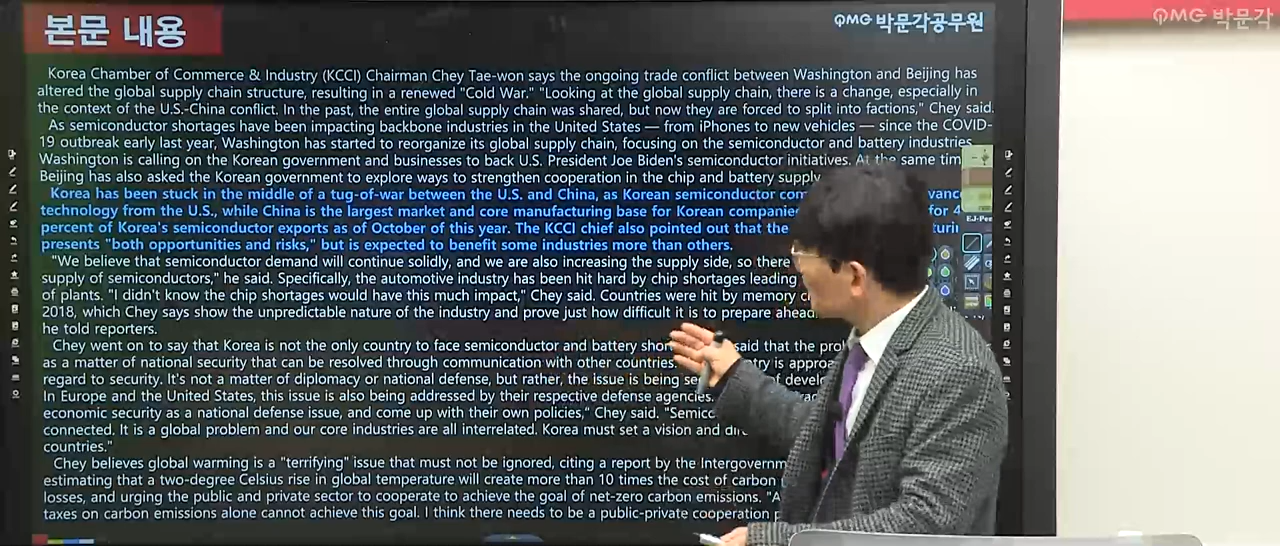 본문 내용
QMG 박문각공무원
QMG 박문각
Korea Chamber of Commerce & Industry (KCCI) Chairman Chey Tae-won says the ongoing trade conflict between Washington and Beijing has
altered the global supply chain structure, resulting in a renewed "Cold War." "Looking at the global supply chain, there is a change, especially in
the context of the U.S.-China conflict. In the past, the entire global supply chain was shared, but now they are forced to split into factions," Chey said.
As semiconductor shortages have been impacting backbone industries in the United States — from iPhones to new vehicles — since the COVID-
19 outbreak early last year, Washington has started to reorganize its global supply chain, focusing on the semiconductor and battery industries.
Washington is calling on the Korean government and businesses to back U.S. President Joe Biden's semiconductor initiatives. At the same tim
Beijing has also asked the Korean government to explore ways to strengthen cooperation in the chip and battery supply
Korea has been stuck in the middle of a tug-of-war between the U.S. and China, as Korean semiconductor com vance
technology from the U.S., while China is the largest market and core manufacturing base for Korean companie for 4
percent of Korea's semiconductor exports as of October of this year. The KCCI chief also pointed out that the turi
presents "both opportunities and risks," but is expected to benefit some industries more than others.
"We believe that semiconductor demand will continue solidly, and we are also increasing the supply side, so there
supply of semiconductors," he said. Specifically, the automotive industry has been hit hard by chip shortages leading
of plants. "I didn't know the chip shortages would have this much impact," Chey said. Countries were hit by memory c
2018, which Chey says show the unpredictable nature of the industry and prove just how difficult it is to prepare ahead
he told reporters.
Chey went on to say that Korea is not the only country to face semiconductor and battery shor said that the pro
as a matter of national security that can be resolved through communication with other countries. ntry is approa
regard to security. It's not a matter of diplomacy or national defense, but rather, the issue is being se of develo
In Europe and the United States, this issue is also being addressed by their respective defense agencies.
economic security as a national defense issue, and come up with their own policies," Chey said. "Semico
connected. It is a global problem and our core industries are all interrelated. Korea must set a vision and
countries."
Chey believes global warming is a "terrifying" issue that must not be ignored, citing a report by the Intergovernm
estimating that a two-degree Celsius rise in global temperature will create more than 10 times the cost of carbon
losses, and urging the public and private sector to cooperate to achieve the goal of net-zero carbon emissions. "A
taxes on carbon emissions alone cannot achieve this goal. I think there needs to be a public-private cooperation p